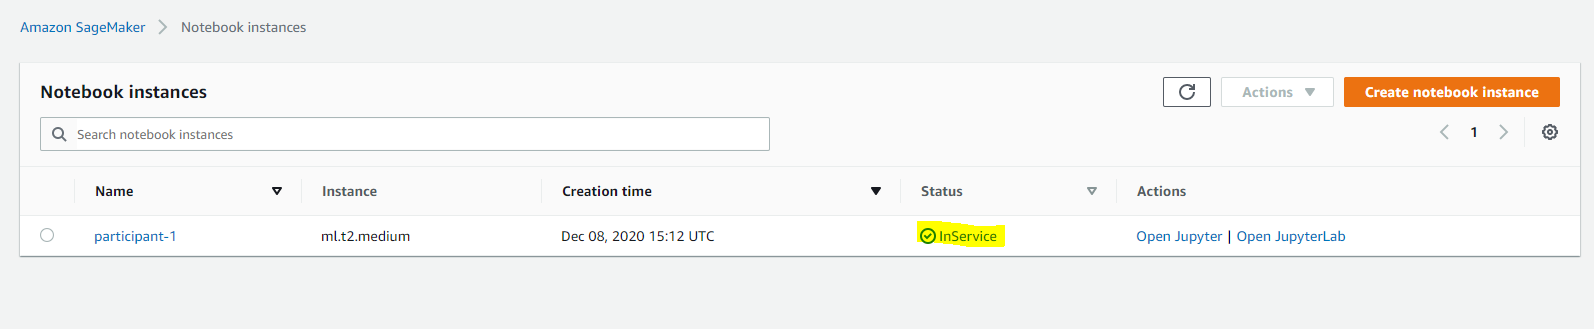 Amazon SageMaker > Notebook instances
Notebook instances
Actions
Create notebook instance
Search notebook instances
1
Name Instance Creation time Status Actions
participant-1 ml.t2.medium Dec 08, 2020 15:12 UTC InService Open Jupyter | Open JupyterLab